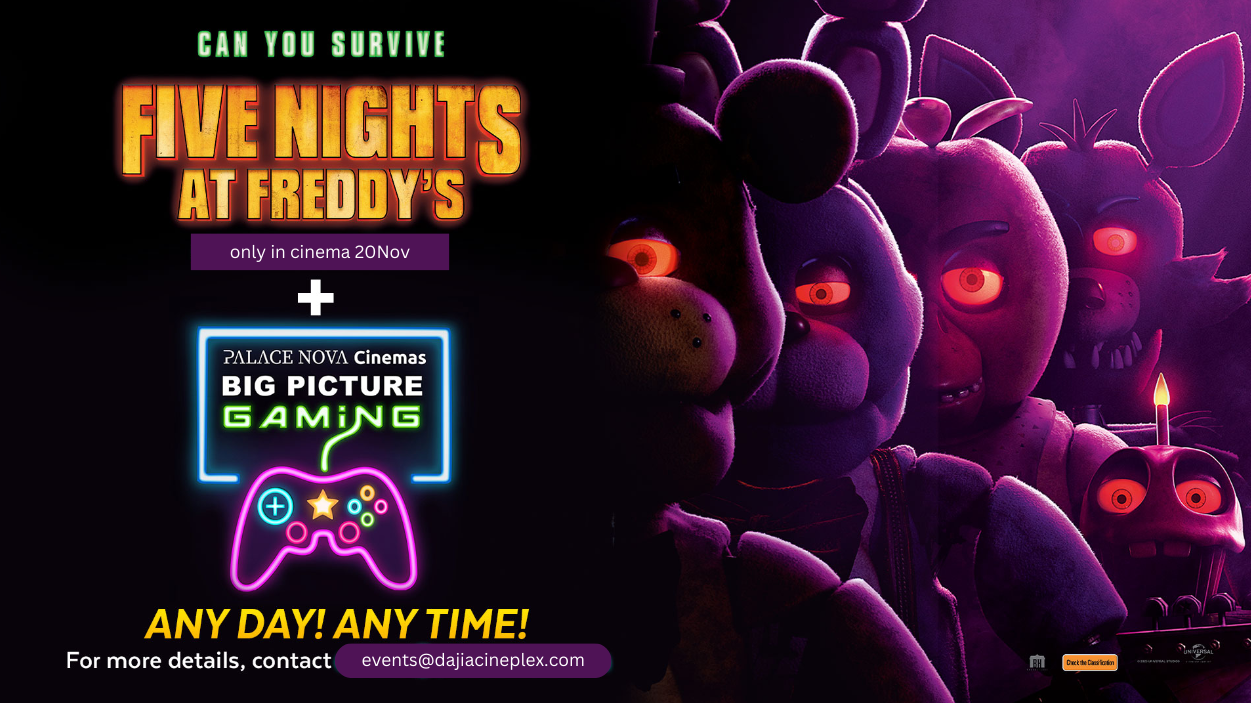 CAN YOU SURVIVE
FIVE NIGHTS
AT FREDDY'S
only in cinema 20Nov
+
PALACE NOVA Cinemas
BIG PICTURE
GAMiNG
ANY DAY! ANY TIME!
For more details, contact events@dajiacineplex.com
Check the Classification
UNIVERSAL